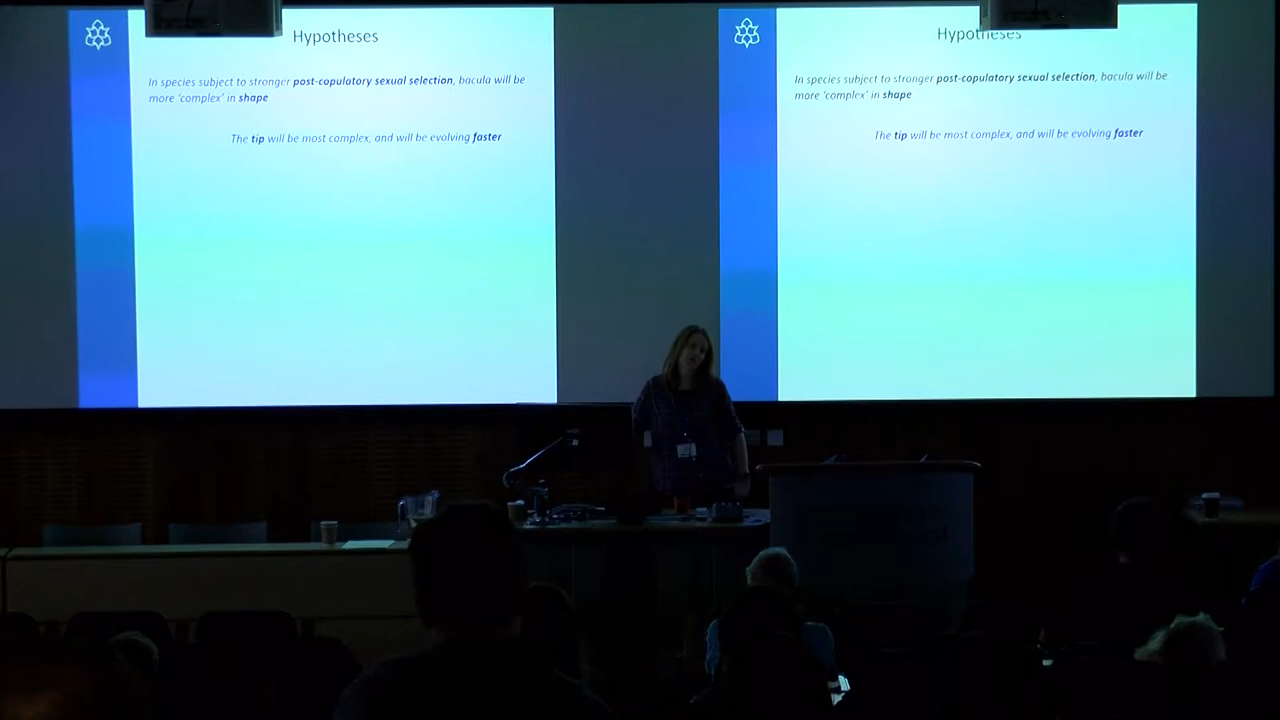 Hypotheses
In species subject to stronger post-copulatory sexual selection, bacula will be
more 'complex' in shape
The tip will be most complex, and will be evolving faster
Hypotheses
In species subject to stronger post-copulatory sexual selection, bacula will be
more 'complex' in shape
The tip will be most complex, and will be evolving faster